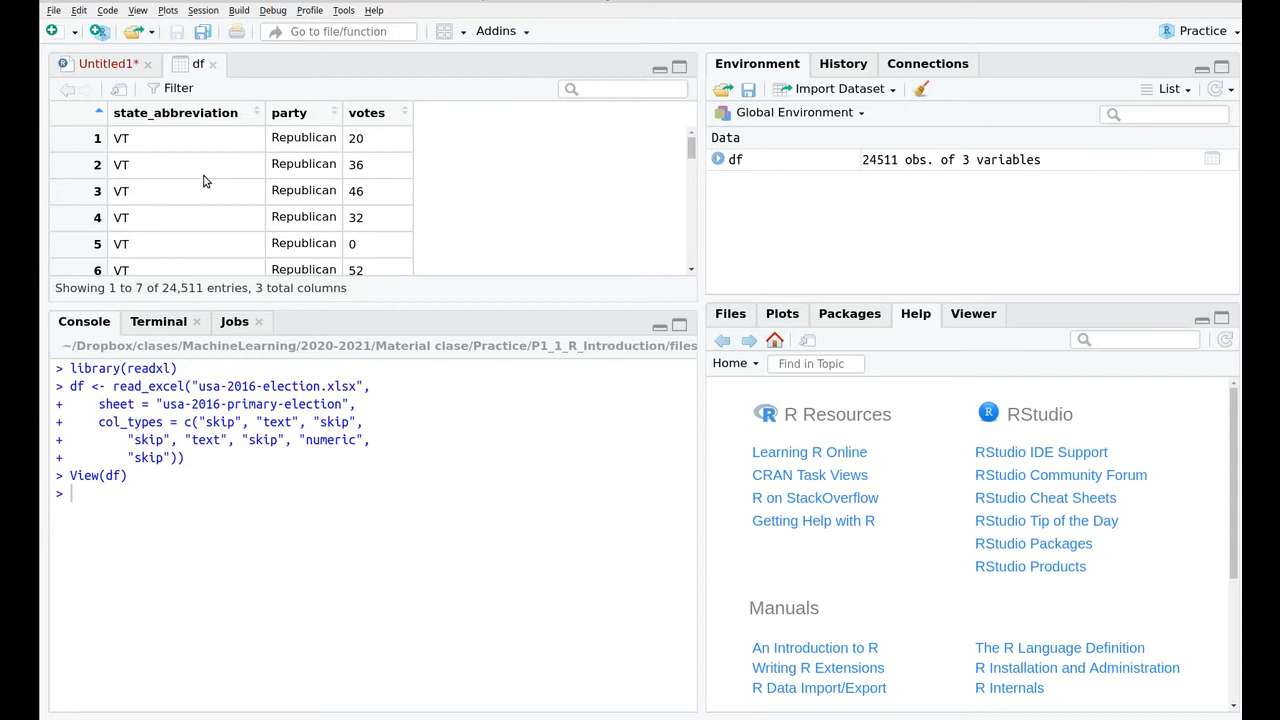 File Edit Code View Plots Session Build Debug Profile Tools Help
Go to file/function Addins Practice
Untitled1* df
Filter
state_abbreviation party votes
1 VT Republican 20
2 VT Republican 36
3 VT Republican 46
4 VT Republican 32
5 VT Republican 0
6 VT Republican 52
Showing 1 to 7 of 24,511 entries, 3 total columns
Console Terminal Jobs
~/Dropbox/clases/MachineLearning/2020-2021/Material clase/Practice/P1_1_R_Introduction/files
> library(readxl)
> df <- read_excel("usa-2016-election.xlsx",
+ sheet = "usa-2016-primary-election",
+ col_types = c("skip", "text", "skip",
+ "skip", "text", "skip", "numeric",
+ "skip"))
> View(df)
>
Environment History Connections
Import Dataset List
Global Environment
Data
df 24511 obs. of 3 variables
Files Plots Packages Help Viewer
Home Find in Topic
R Resources
Learning R Online
CRAN Task Views
R on StackOverflow
Getting Help with R
RStudio
RStudio IDE Support
RStudio Community Forum
RStudio Cheat Sheets
RStudio Tip of the Day
RStudio Packages
RStudio Products
Manuals
An Introduction to R
Writing R Extensions
R Data Import/Export
The R Language Definition
R Installation and Administration
R Internals